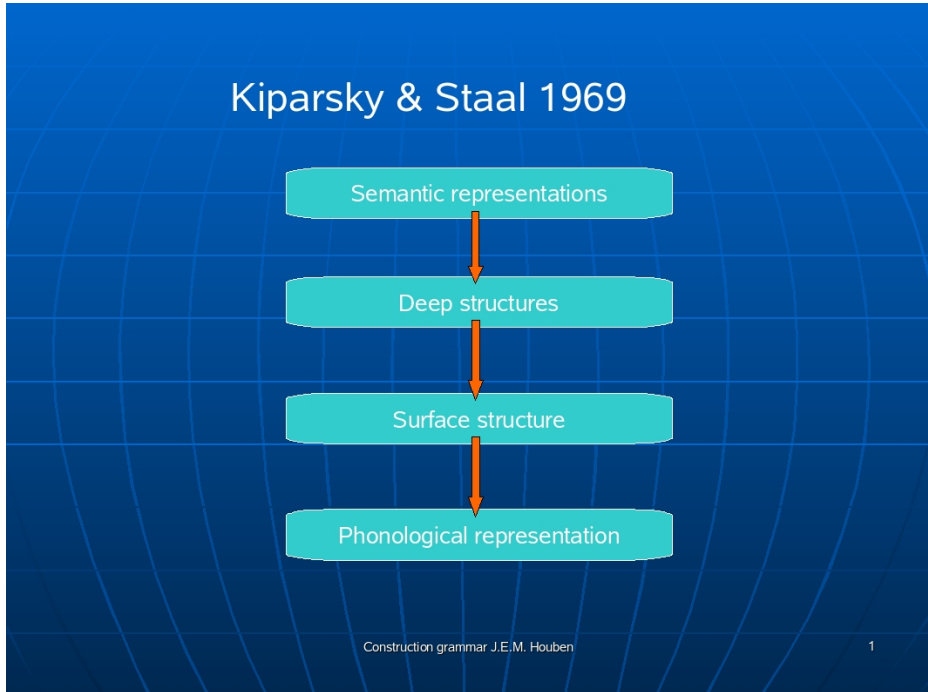 Kiparsky & Staal 1969
Semantic representations
Deep structures
Surface structure
Phonological representation
Construction grammar J.E.M. Houben
1